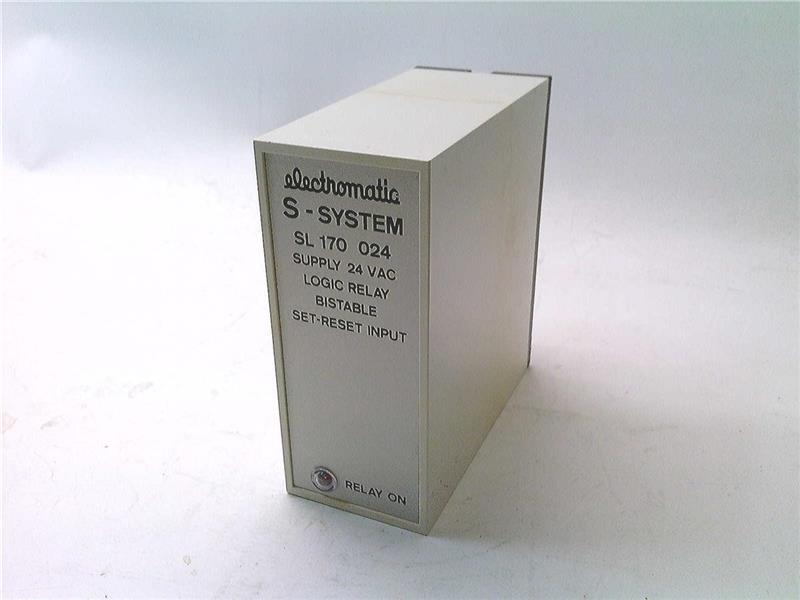 electromatic
S-SYSTEM
SL 170 024
SUPPLY 24 VAC
LOGIC RELAY
BISTABLE
SET-RESET INPUT
RELAY ON